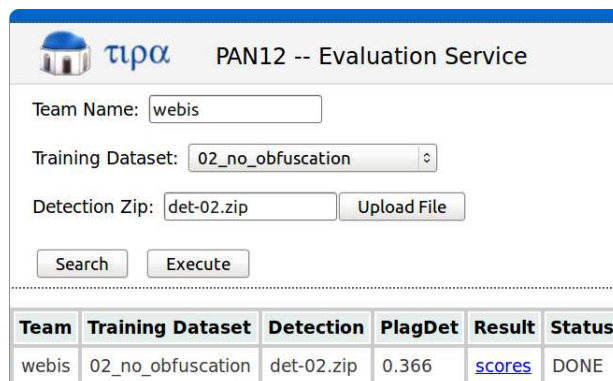 τιρα PAN12 -- Evaluation Service
Team Name: webis
Training Dataset: 02_no_obfuscation
Detection Zip: det-02.zip Upload File
Search Execute
Team Training Dataset Detection PlagDet Result Status
webis 02_no_obfuscation det-02.zip 0.366 scores DONE